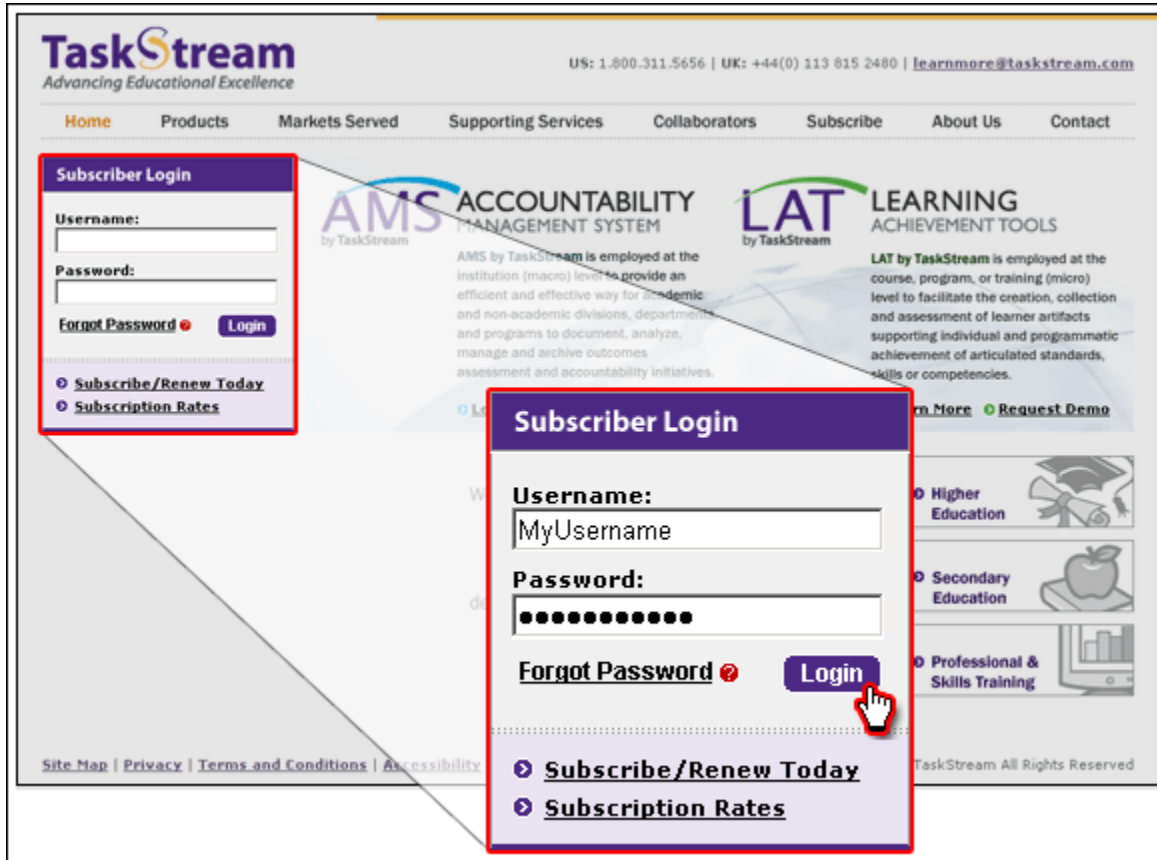 TaskStream
Advancing Educational Excellence
US: 1.800.311.5656 | UK: +44(0) 113 815 2480 | learnmore@taskstream.com
Home Products Markets Served Supporting Services Collaborators Subscribe About Us Contact
Subscriber Login
Username:
Password:
Forgot Password ? Login
Subscribe/Renew Today
Subscription Rates
AMS
by TaskStream
ACCOUNTABILITY
MANAGEMENT SYSTEM
AMS by TaskStream is employed at the
institution (macro) level to provide an
efficient and effective way for academic
and non-academic divisions, departments
and programs to document, analyze,
manage and archive outcomes
assessment and accountability initiatives.
LAT
by TaskStream
LEARNING
ACHIEVEMENT TOOLS
LAT by TaskStream is employed at the
course, program, or training (micro)
level to facilitate the creation, collection
and assessment of learner artifacts
supporting individual and programmatic
achievement of articulated standards,
skills or competencies.
More Request Demo
Subscriber Login
Username:
MyUsername
Password:
●●●●●●●●●●●
Forgot Password ? Login
Subscribe/Renew Today
Subscription Rates
Higher
Education
Secondary
Education
Professional &
Skills Training
Site Map | Privacy | Terms and Conditions | Accessibility
TaskStream All Rights Reserved